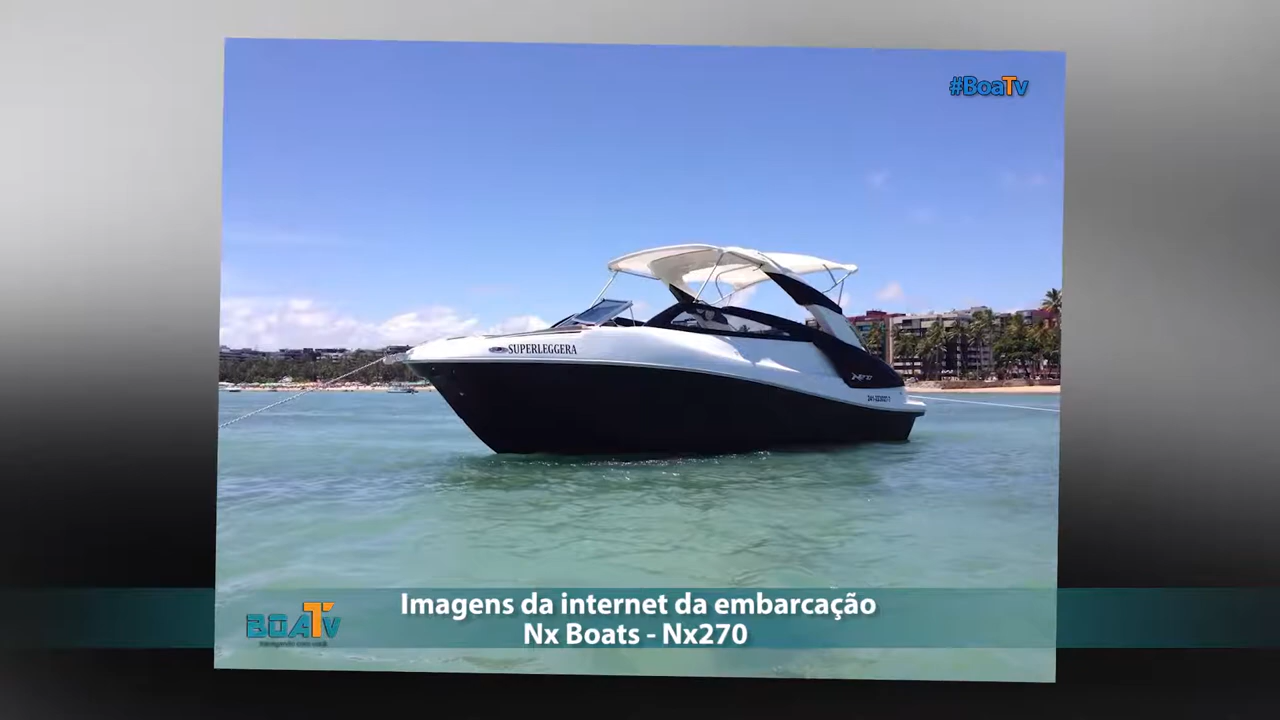 #BoaTv
SUPERLEGGERA
Imagens da internet da embarcação
Nx Boats - Nx270
BOATV